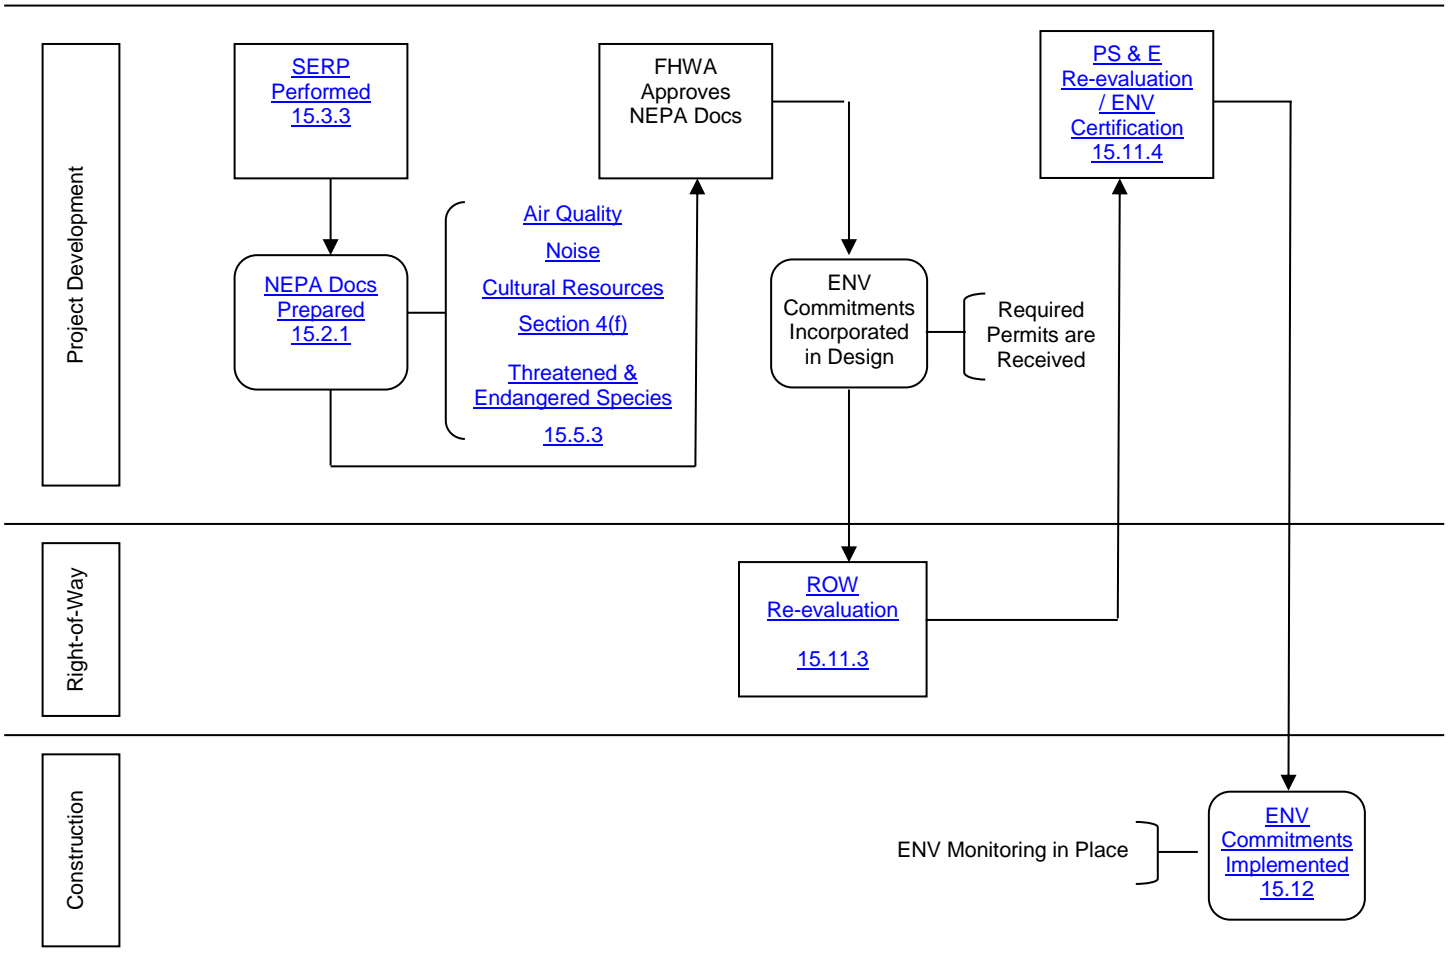 Project Development
SERP
Performed
15.3.3
NEPA Docs
Prepared
15.2.1
Air Quality
Noise
Cultural Resources
Section 4(f)
Threatened &
Endangered Species
15.5.3
FHWA
Approves
NEPA Docs
ENV
Commitments
Incorporated
in Design
Required
Permits are
Received
PS & E
Re-evaluation
/ ENV
Certification
15.11.4
Right-of-Way
ROW
Re-evaluation
15.11.3
Construction
ENV Monitoring in Place
ENV
Commitments
Implemented
15.12